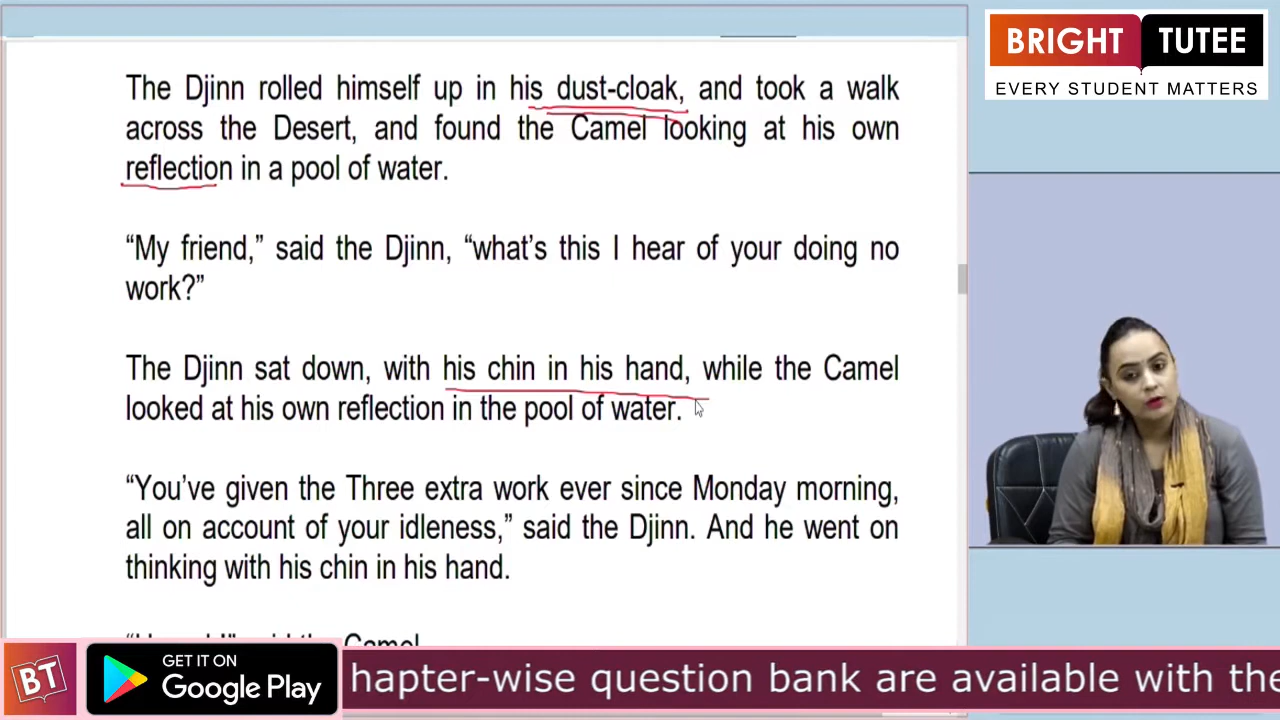 BRIGHT TUTEE
EVERY STUDENT MATTERS
The Djinn rolled himself up in his dust-cloak, and took a walk
across the Desert, and found the Camel looking at his own
reflection in a pool of water.
“My friend,” said the Djinn, “what’s this I hear of your doing no
work?”
The Djinn sat down, with his chin in his hand, while the Camel
looked at his own reflection in the pool of water.
“You’ve given the Three extra work ever since Monday morning,
all on account of your idleness,” said the Djinn. And he went on
thinking with his chin in his hand.
said the Camel
BT
GET IT ON
Google Play
hapter-wise question bank are available with the